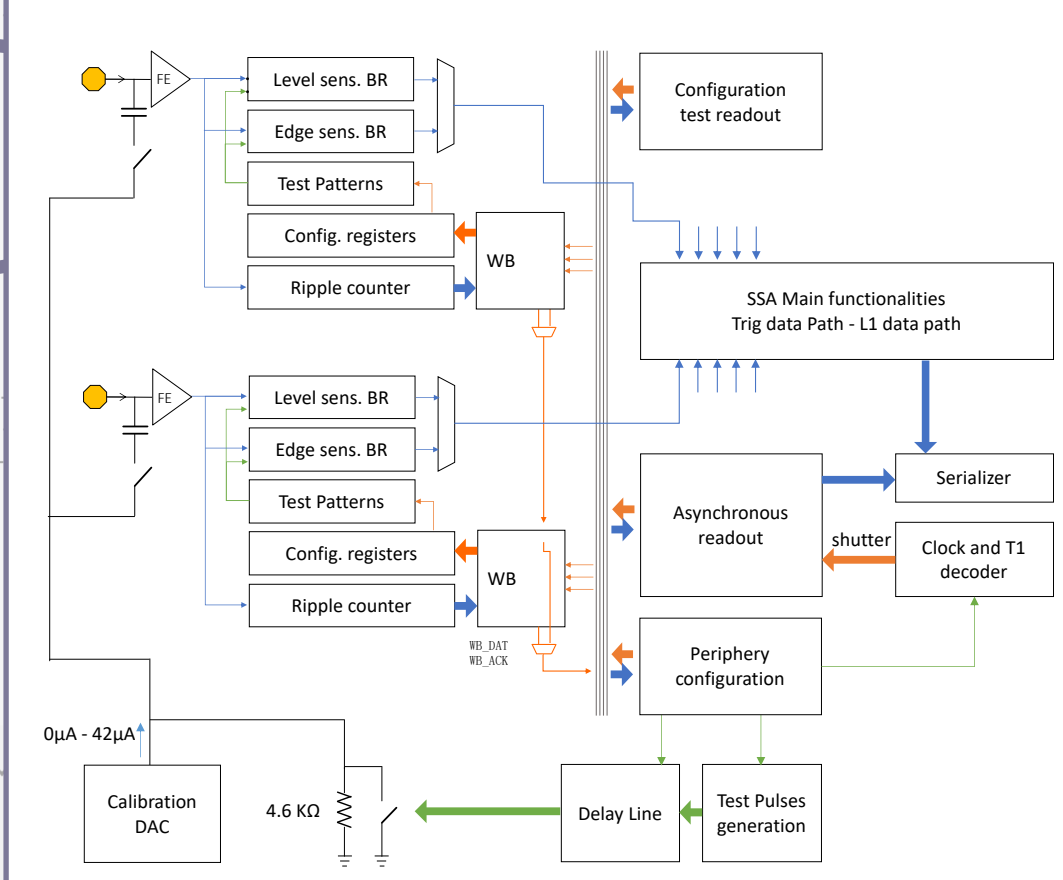 FE
Level sens. BR
Edge sens. BR
Test Patterns
Config. registers
Ripple counter
WB
Configuration
test readout
SSA Main functionalities
Trig data Path - L1 data path
FE
Level sens. BR
Edge sens. BR
Test Patterns
Config. registers
Ripple counter
WB
WB_DAT
WB_ACK
Asynchronous
readout
Serializer
shutter
Clock and T1
decoder
Periphery
configuration
0μA - 42μA
Calibration
DAC
4.6 KΩ
Delay Line
Test Pulses
generation